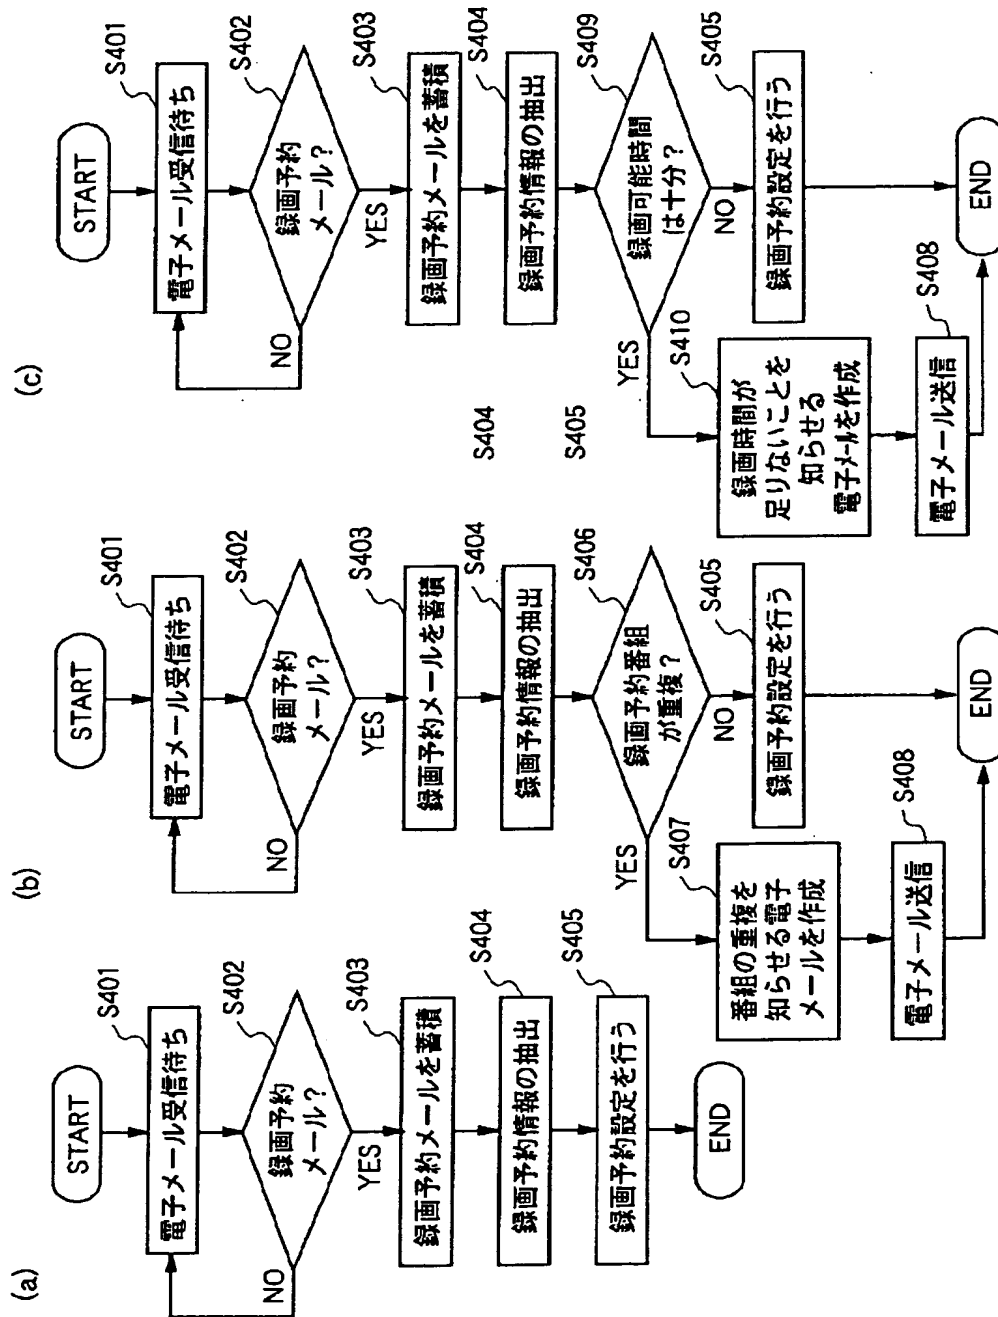 (a)
START
S401
電子メール受信待ち
S402
録画予約
メール？
NO
YES
S403
録画予約メールを蓄積
S404
録画予約情報の抽出
S405
録画予約設定を行う
END
(b)
START
S401
電子メール受信待ち
S402
録画予約
メール？
NO
YES
S403
録画予約メールを蓄積
S404
録画予約情報の抽出
S406
録画予約番組
が重複？
YES
NO
S407
番組の重複を
知らせる電子
メールを作成
S405
録画予約設定を行う
S408
電子メール送信
END
S404
S405
(c)
START
S401
電子メール受信待ち
S402
録画予約
メール？
NO
YES
S403
録画予約メールを蓄積
S404
録画予約情報の抽出
S409
録画可能時間
は十分？
YES
NO
S410
録画時間が
足りないことを
知らせる
電子メールを作成
S405
録画予約設定を行う
S408
電子メール送信
END